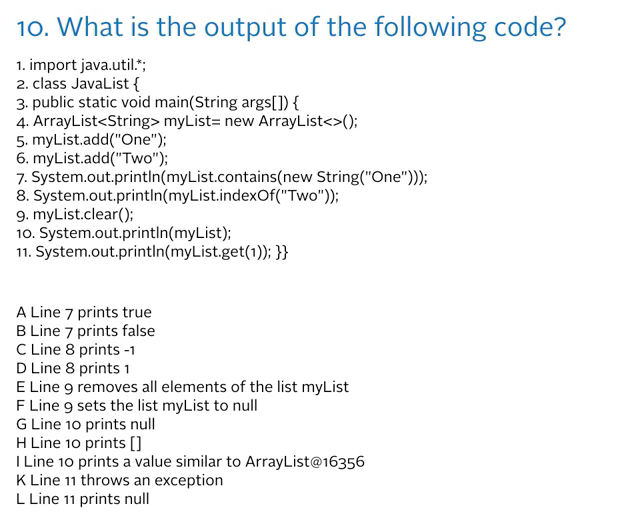 10. What is the output of the following code?
1. import java.util.*;
2. class JavaList {
3. public static void main(String args[]) {
4. ArrayList<String> myList= new ArrayList<>();
5. myList.add("One");
6. myList.add("Two");
7. System.out.println(myList.contains(new String("One")));
8. System.out.println(myList.indexOf("Two"));
9. myList.clear();
10. System.out.println(myList);
11. System.out.println(myList.get(1)); }}
A Line 7 prints true
B Line 7 prints false
C Line 8 prints -1
D Line 8 prints 1
E Line 9 removes all elements of the list myList
F Line 9 sets the list myList to null
G Line 10 prints null
H Line 10 prints []
I Line 10 prints a value similar to ArrayList@16356
K Line 11 throws an exception
L Line 11 prints null